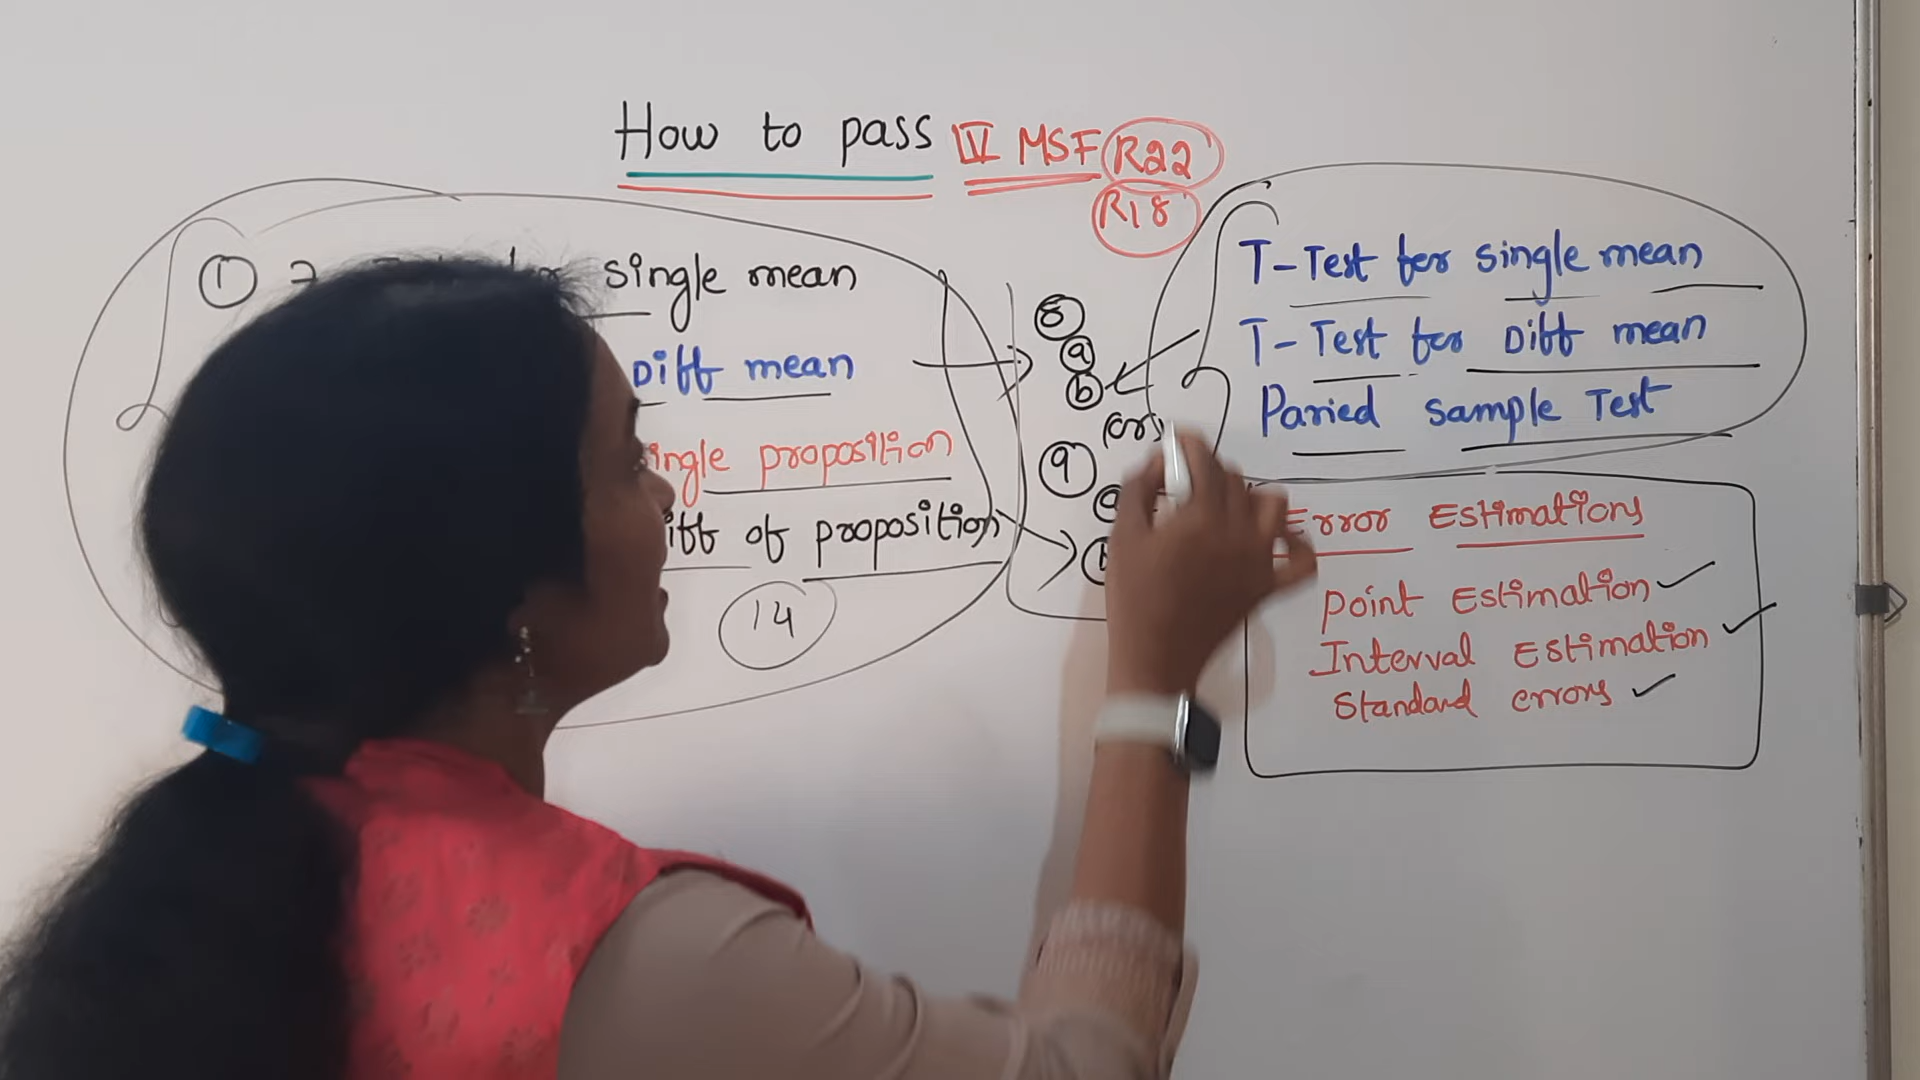 How to pass IV MSF R22
R18
① single mean
Diff mean
ingle proposition
iff of proposition
14
8
a
b
(or)
9
a
T-Test for single mean
T-Test for Diff mean
Paried sample Test
Error Estimations
point Estimation
Interval Estimation
Standard errors